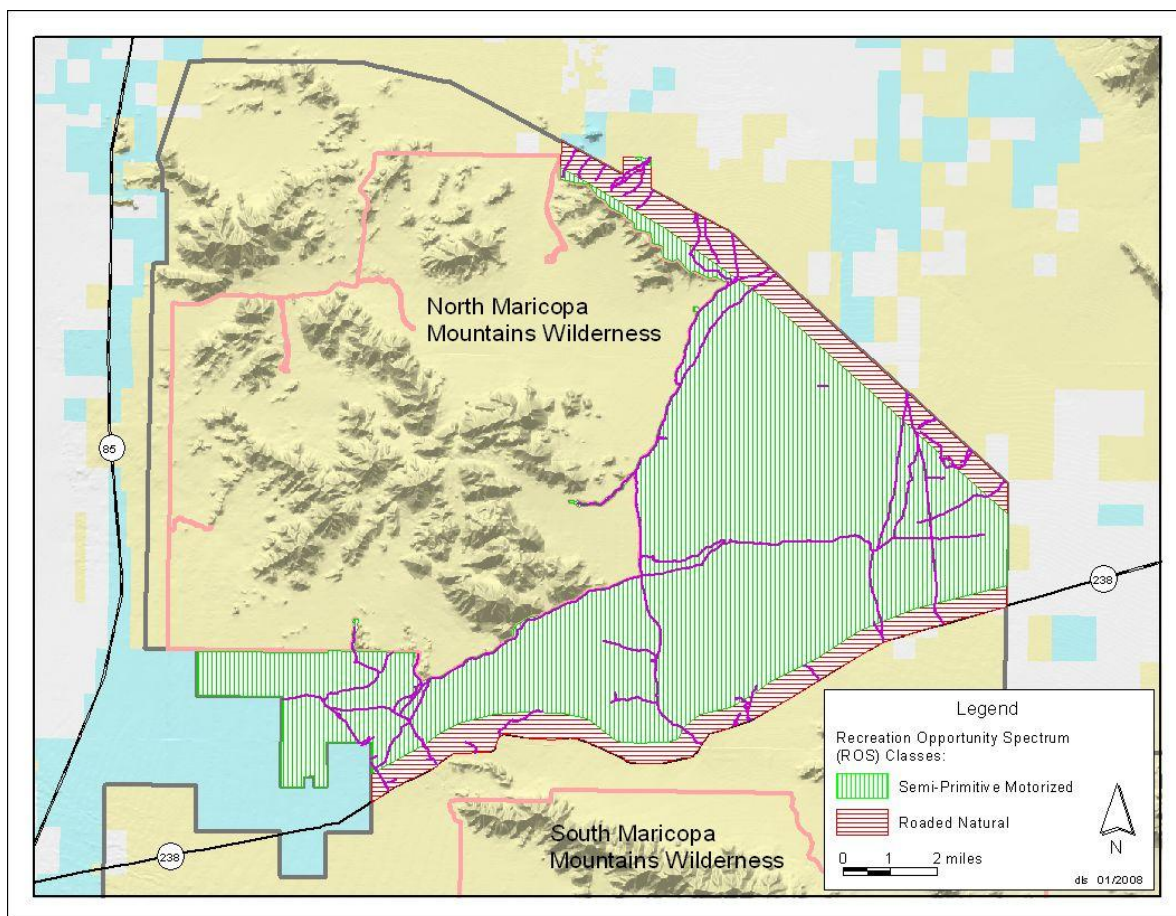 North Maricopa
Mountains Wilderness
85
238
238
South Maricopa
Mountains Wilderness
Legend
Recreation Opportunity Spectrum
(ROS) Classes:
Semi-Primitive Motorized
Roaded Natural
0 1 2 miles
N
dls 01/2008